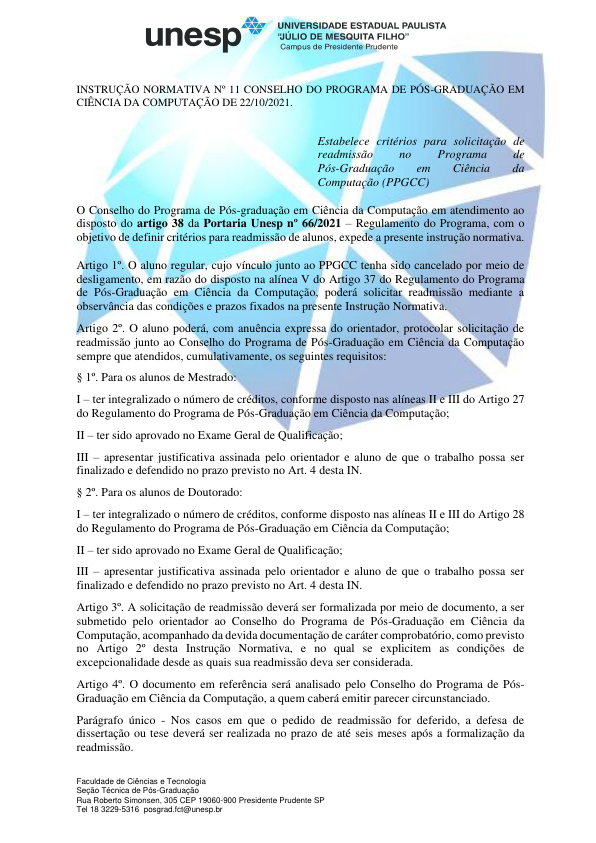 unesp
UNIVERSIDADE ESTADUAL PAULISTA
“JÚLIO DE MESQUITA FILHO”
Campus de Presidente Prudente
INSTRUÇÃO NORMATIVA Nº 11 CONSELHO DO PROGRAMA DE PÓS-GRADUAÇÃO EM
CIÊNCIA DA COMPUTAÇÃO DE 22/10/2021.
Estabelece critérios para solicitação de
readmissão no Programa de
Pós-Graduação em Ciência da
Computação (PPGCC)
O Conselho do Programa de Pós-graduação em Ciência da Computação em atendimento ao
disposto do artigo 38 da Portaria Unesp nº 66/2021 – Regulamento do Programa, com o
objetivo de definir critérios para readmissão de alunos, expede a presente instrução normativa.
Artigo 1º. O aluno regular, cujo vínculo junto ao PPGCC tenha sido cancelado por meio de
desligamento, em razão do disposto na alínea V do Artigo 37 do Regulamento do Programa
de Pós-Graduação em Ciência da Computação, poderá solicitar readmissão mediante a
observância das condições e prazos fixados na presente Instrução Normativa.
Artigo 2º. O aluno poderá, com anuência expressa do orientador, protocolar solicitação de
readmissão junto ao Conselho do Programa de Pós-Graduação em Ciência da Computação
sempre que atendidos, cumulativamente, os seguintes requisitos:
§ 1º. Para os alunos de Mestrado:
I – ter integralizado o número de créditos, conforme disposto nas alíneas II e III do Artigo 27
do Regulamento do Programa de Pós-Graduação em Ciência da Computação;
II – ter sido aprovado no Exame Geral de Qualificação;
III – apresentar justificativa assinada pelo orientador e aluno de que o trabalho possa ser
finalizado e defendido no prazo previsto no Art. 4 desta IN.
§ 2º. Para os alunos de Doutorado:
I – ter integralizado o número de créditos, conforme disposto nas alíneas II e III do Artigo 28
do Regulamento do Programa de Pós-Graduação em Ciência da Computação;
II – ter sido aprovado no Exame Geral de Qualificação;
III – apresentar justificativa assinada pelo orientador e aluno de que o trabalho possa ser
finalizado e defendido no prazo previsto no Art. 4 desta IN.
Artigo 3º. A solicitação de readmissão deverá ser formalizada por meio de documento, a ser
submetido pelo orientador ao Conselho do Programa de Pós-Graduação em Ciência da
Computação, acompanhado da devida documentação de caráter comprobatório, como previsto
no Artigo 2º desta Instrução Normativa, e no qual se explicitem as condições de
excepcionalidade desde as quais sua readmissão deva ser considerada.
Artigo 4º. O documento em referência será analisado pelo Conselho do Programa de Pós-
Graduação em Ciência da Computação, a quem caberá emitir parecer circunstanciado.
Parágrafo único - Nos casos em que o pedido de readmissão for deferido, a defesa de
dissertação ou tese deverá ser realizada no prazo de até seis meses após a formalização da
readmissão.
Faculdade de Ciências e Tecnologia
Seção Técnica de Pós-Graduação
Rua Roberto Simonsen, 305 CEP 19060-900 Presidente Prudente SP
Tel 18 3229-5316 posgrad.fct@unesp.br